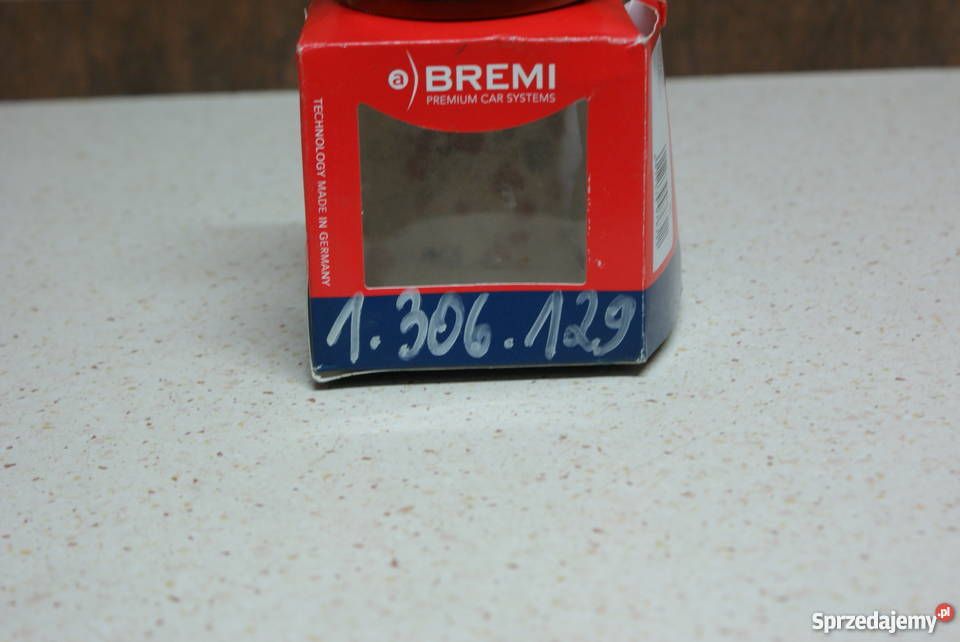 a) BREMI
PREMIUM CAR SYSTEMS
TECHNOLOGY MADE IN GERMANY
1.306.129
Sprzedajemy.pl